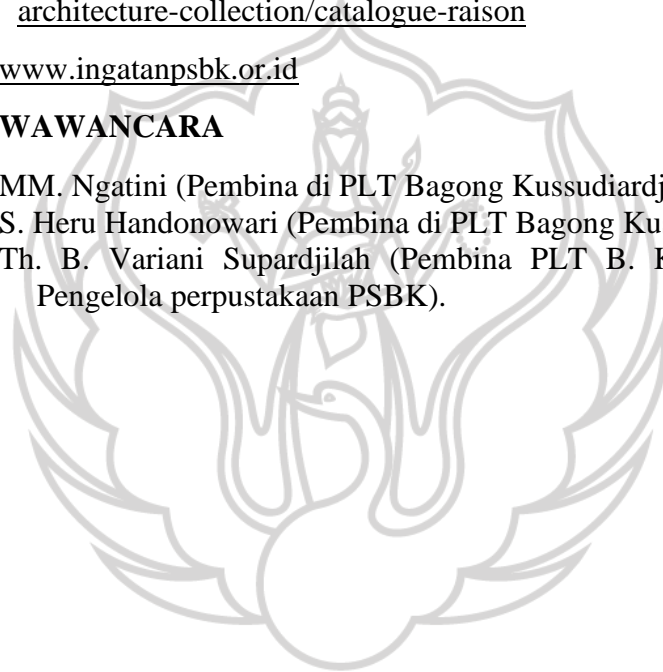 architecture-collection/catalogue-raison
www.ingatanpsbk.or.id
WAWANCARA
MM. Ngatini (Pembina di PLT Bagong Kussudiardj
S. Heru Handonowari (Pembina di PLT Bagong Ku
Th. B. Variani Supardjilah (Pembina PLT B. K
Pengelola perpustakaan PSBK).